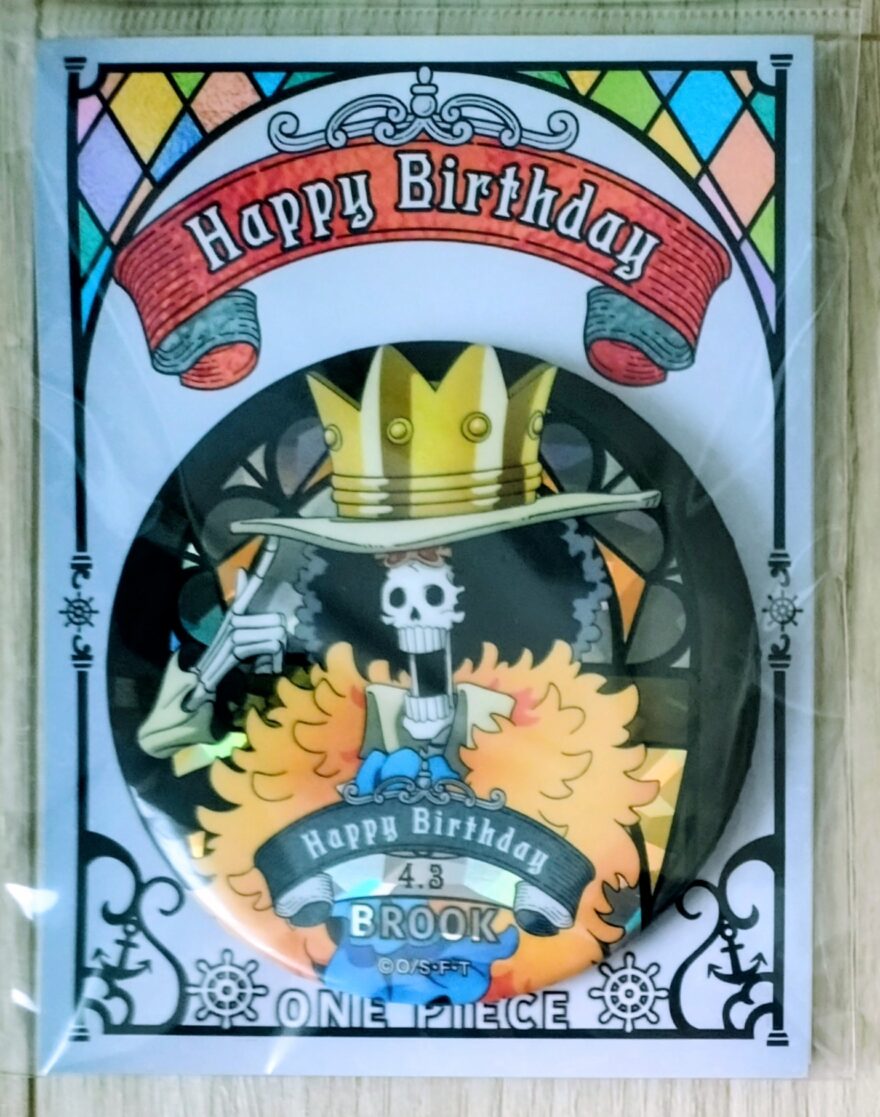 Happy Birthday
Happy Birthday
4.3
BROOK
©O/S・F・T
ONE PIECE